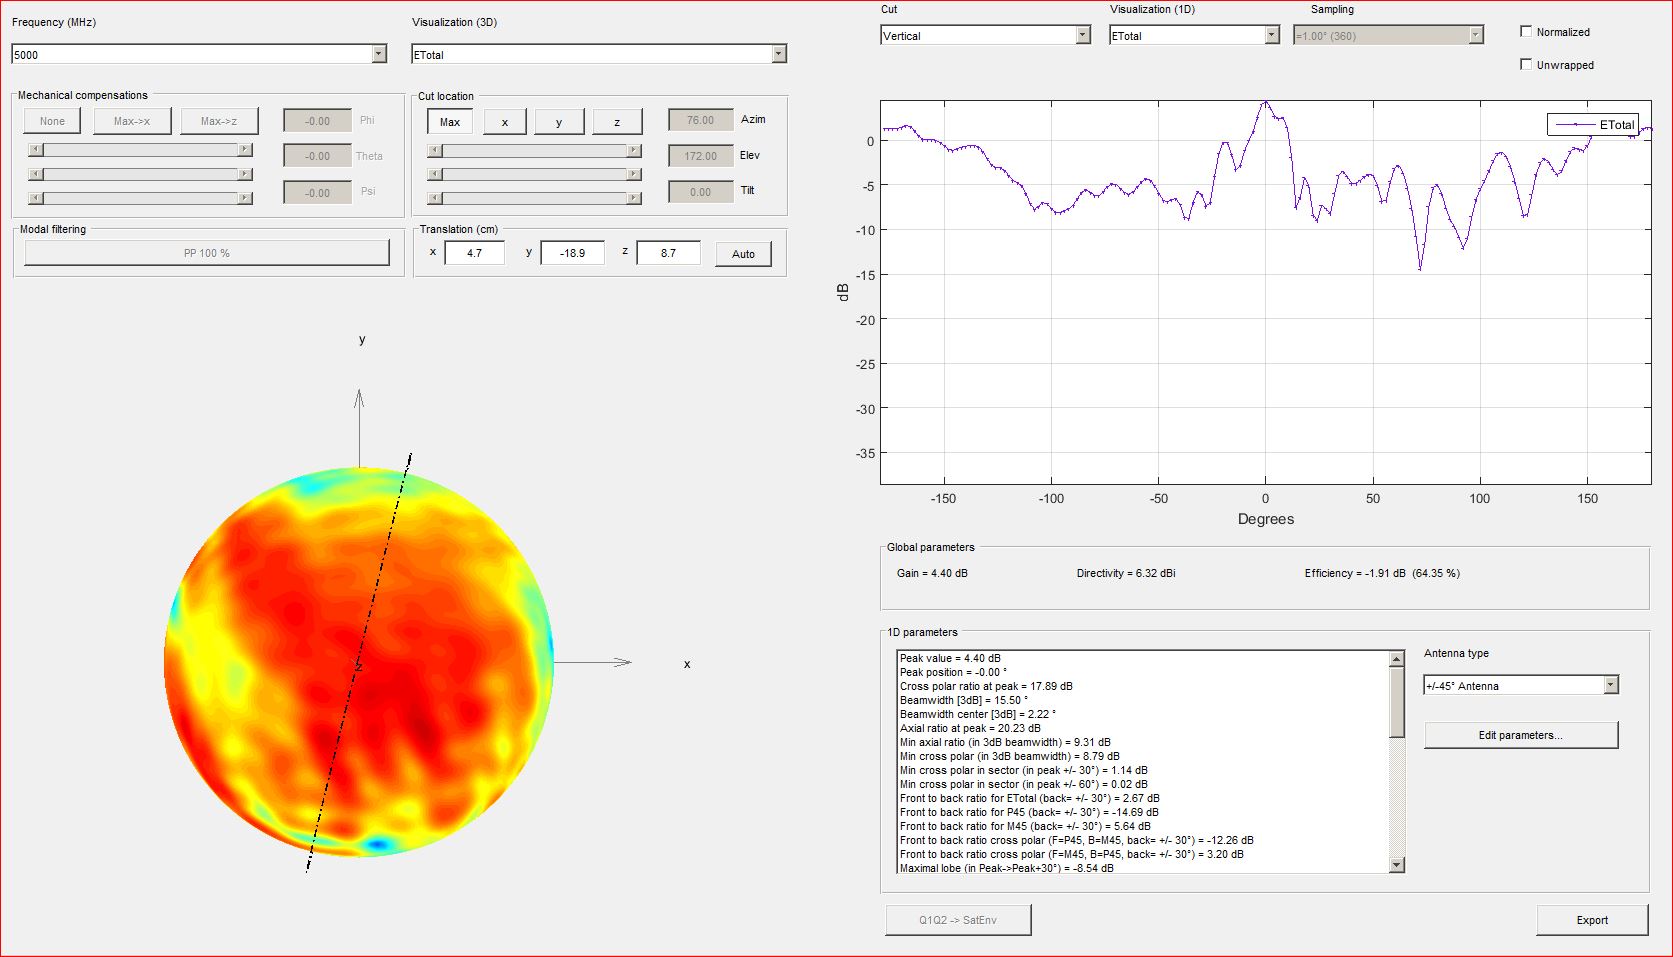 Frequency (MHz)
5000
Visualization (3D)
ETotal
Mechanical compensations
None
Max->x
Max->z
-0.00
Phi
-0.00
Theta
-0.00
Psi
Cut location
Max
x
y
z
76.00
Azim
172.00
Elev
0.00
Tilt
Modal filtering
PP 100 %
Translation (cm)
x
4.7
y
-18.9
z
8.7
Auto
y
x
z
Cut
Vertical
Visualization (1D)
ETotal
Sampling
=1.00° (360)
Normalized
Unwrapped
ETotal
0
-5
-10
-15
-20
-25
-30
-35
dB
-150
-100
-50
0
50
100
150
Degrees
Global parameters
Gain = 4.40 dB
Directivity = 6.32 dBi
Efficiency = -1.91 dB (64.35 %)
1D parameters
Peak value = 4.40 dB
Peak position = -0.00 °
Cross polar ratio at peak = 17.89 dB
Beamwidth [3dB] = 15.50 °
Beamwidth center [3dB] = 2.22 °
Axial ratio at peak = 20.23 dB
Min axial ratio (in 3dB beamwidth) = 9.31 dB
Min cross polar (in 3dB beamwidth) = 8.79 dB
Min cross polar in sector (in peak +/- 30°) = 1.14 dB
Min cross polar in sector (in peak +/- 60°) = 0.02 dB
Front to back ratio for ETotal (back= +/- 30°) = 2.67 dB
Front to back ratio for P45 (back= +/- 30°) = -14.69 dB
Front to back ratio for M45 (back= +/- 30°) = 5.64 dB
Front to back ratio cross polar (F=P45, B=M45, back= +/- 30°) = -12.26 dB
Front to back ratio cross polar (F=M45, B=P45, back= +/- 30°) = 3.20 dB
Maximal lobe (in Peak->Peak+30°) = -8.54 dB
Antenna type
+/-45° Antenna
Edit parameters...
Q1Q2 -> SatEnv
Export